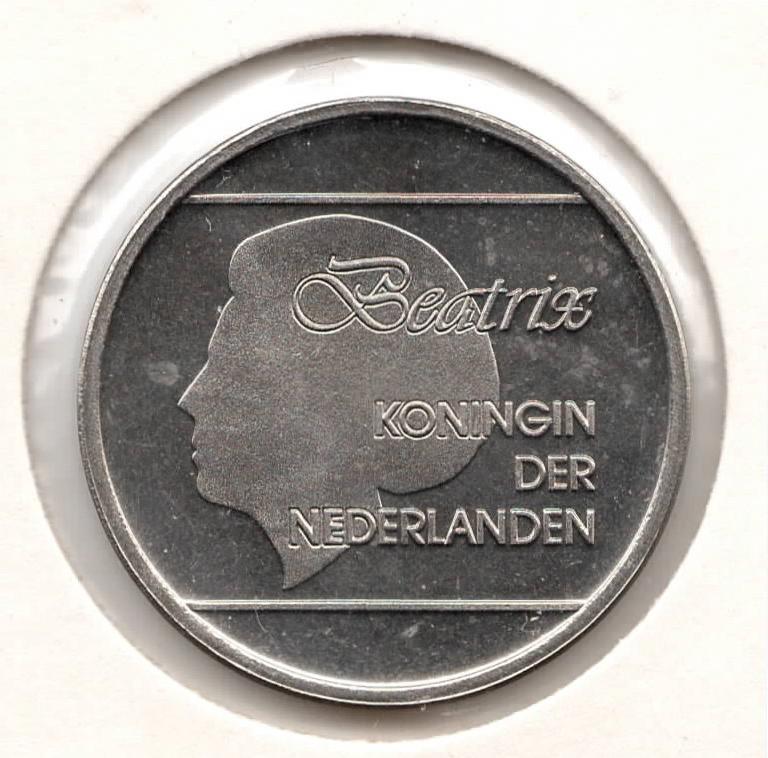 Beatrix
KONINGIN
DER
NEDERLANDEN